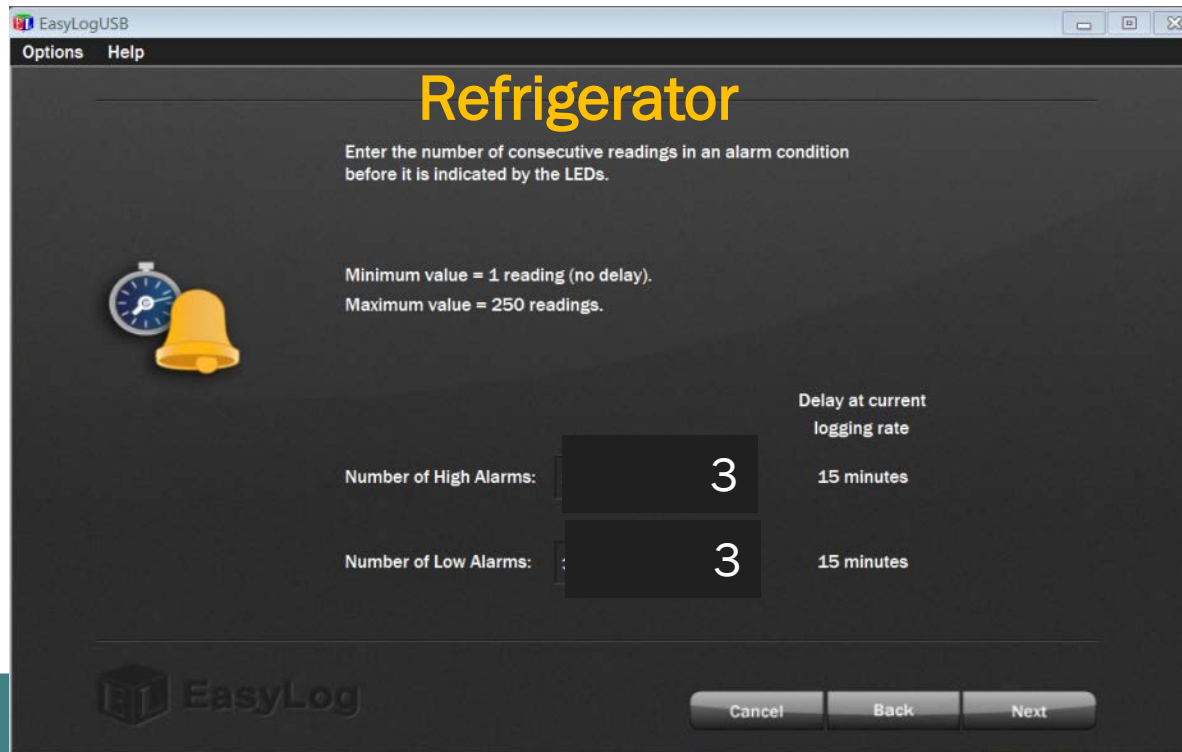 EasyLogUSB
Options Help
Refrigerator
Enter the number of consecutive readings in an alarm condition
before it is indicated by the LEDs.
Minimum value = 1 reading (no delay).
Maximum value = 250 readings.
Delay at current
logging rate
Number of High Alarms: 3 15 minutes
Number of Low Alarms: 3 15 minutes
EasyLog
Cancel Back Next